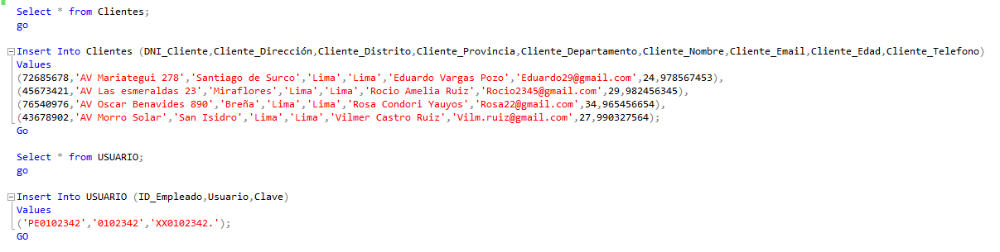 Select * from Clientes;
go
Insert Into Clientes (DNI_Cliente,Cliente_Dirección,Cliente_Distrito,Cliente_Provincia,Cliente_Departamento,Cliente_Nombre,Cliente_Email,Cliente_Edad,Cliente_Telefono)
Values
(72685678,'AV Mariategui 278','Santiago de Surco','Lima','Lima','Eduardo Vargas Pozo','Eduardo29@gmail.com',24,978567453),
(45673421,'AV Las esmeraldas 23','Miraflores','Lima','Lima','Rocio Amelia Ruiz','Rocio2345@gmail.com',29,982456345),
(76540976,'AV Oscar Benavides 890','Breña','Lima','Lima','Rosa Condori Yauyos','Rosa22@gmail.com',34,965456654),
(43678902,'AV Morro Solar','San Isidro','Lima','Lima','Vilmer Castro Ruiz','Vilm.ruiz@gmail.com',27,990327564);
Go
Select * from USUARIO;
go
Insert Into USUARIO (ID_Empleado,Usuario,Clave)
Values
('PE0102342','0102342','XX0102342.');
GO